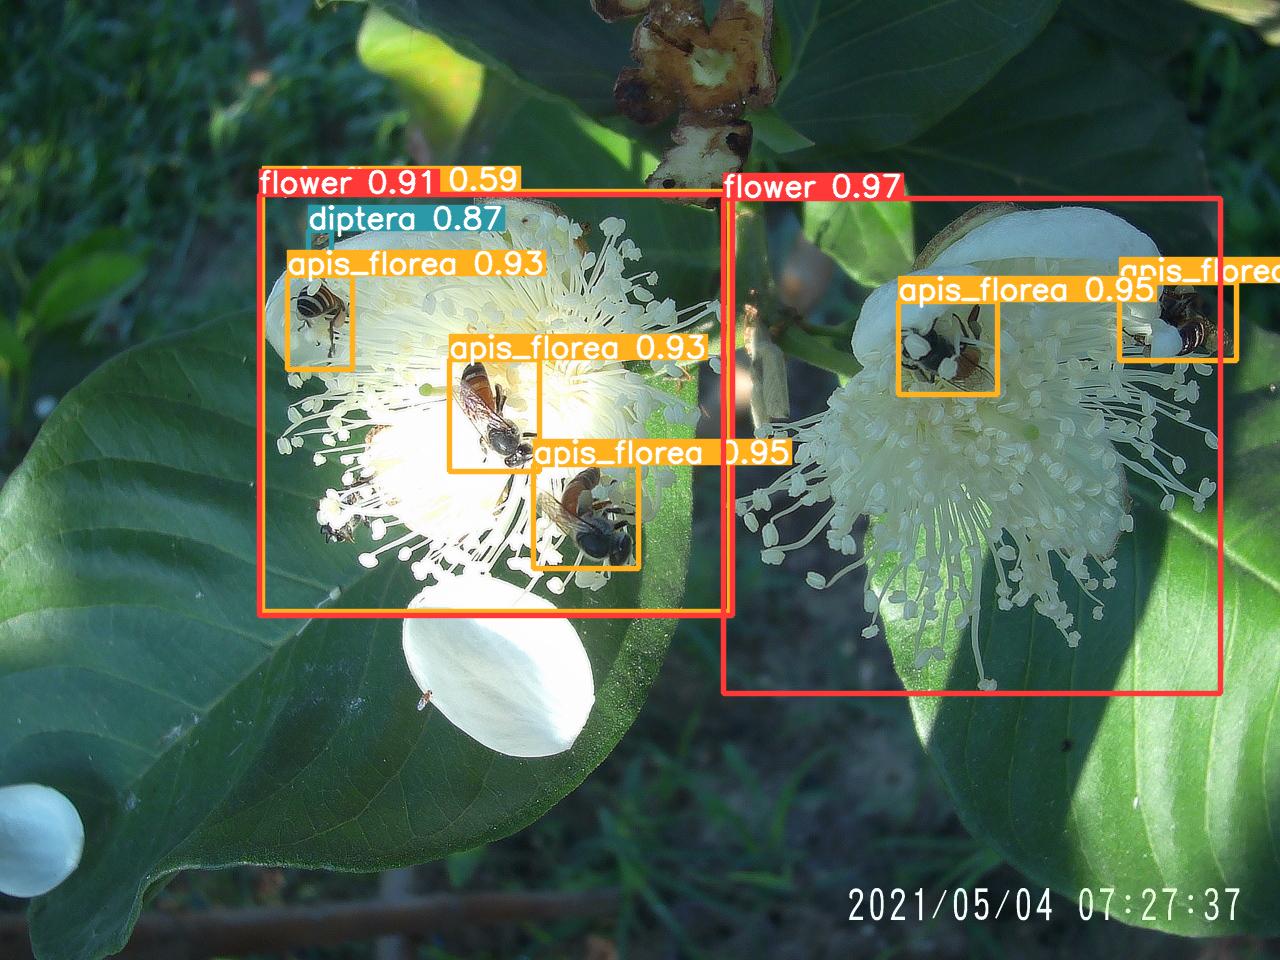 flower 0.91 0.59
flower 0.97
diptera 0.87
apis_florea 0.93
apis_florea
apis_florea 0.95
apis_florea 0.93
apis_florea 0.95
2021/05/04 07:27:37